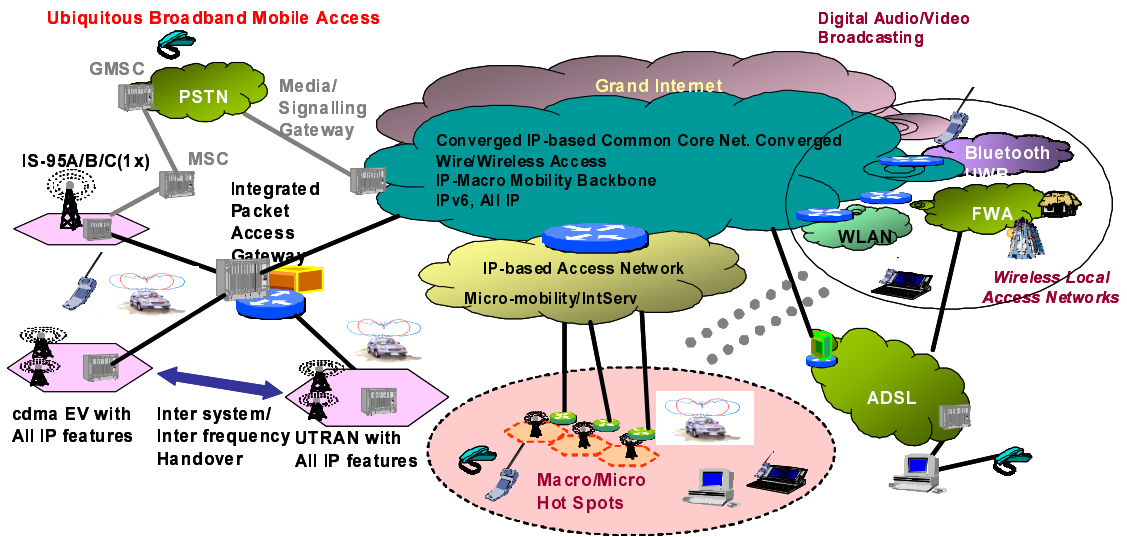 Ubiquitous Broadband Mobile Access
Digital Audio/Video
Broadcasting
GMSC
PSTN
Media/
Signalling
Gateway
Grand Internet
IS-95A/B/C(1x)
MSC
Integrated
Packet
Access
Gateway
Converged IP-based Common Core Net. Converged
Wire/Wireless Access
IP-Macro Mobility Backbone
IPv6, All IP
Bluetooth
UWB
FWA
WLAN
Wireless Local
Access Networks
IP-based Access Network
Micro-mobility/IntServ
ADSL
cdma EV with
All IP features
Inter system/
Inter frequency
Handover
UTRAN with
All IP features
Macro/Micro
Hot Spots